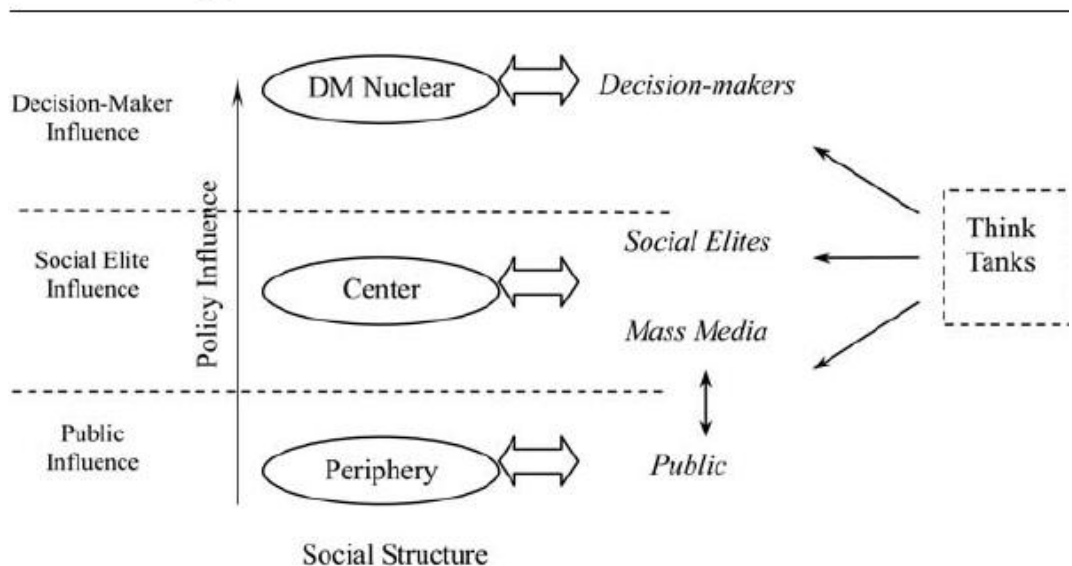 DM Nuclear
Decision-makers
Decision-Maker
Influence
Policy Influence
Think
Tanks
Social Elites
Social Elite
Influence
Center
Mass Media
Public
Influence
Periphery
Public
Social Structure